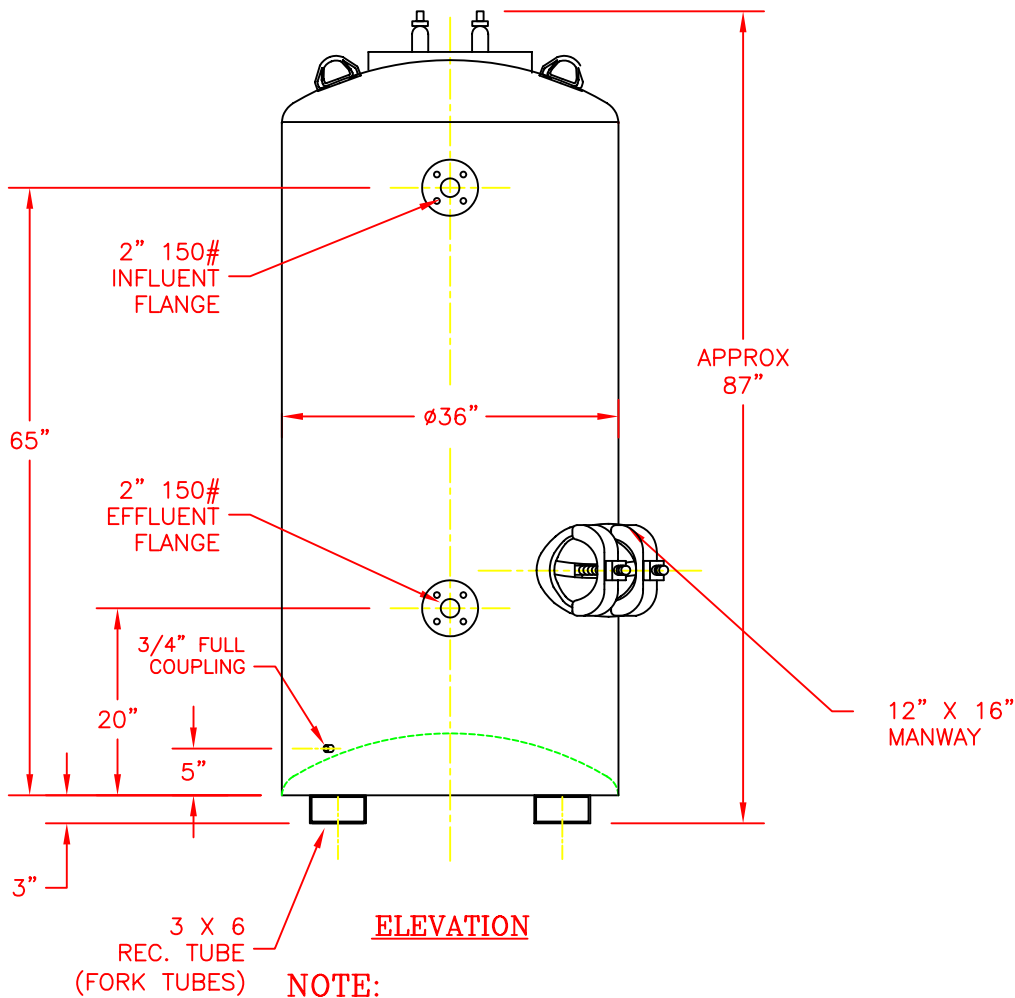 2” 150#
INFLUENT
FLANGE
APPROX
87”
ø36”
65”
2” 150#
EFFLUENT
FLANGE
3/4” FULL
COUPLING
20”
5”
12” X 16”
MANWAY
3”
3 X 6
REC. TUBE
(FORK TUBES)
ELEVATION
NOTE: